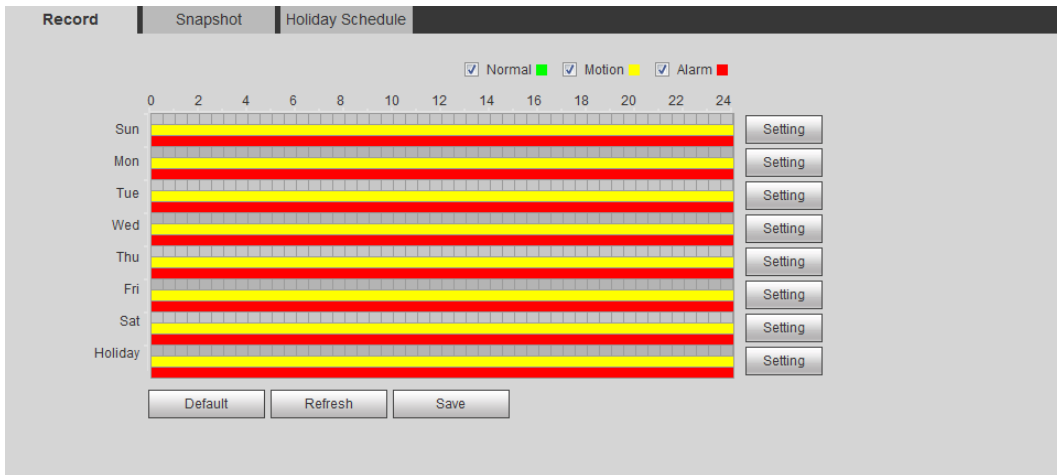 Record Snapshot Holiday Schedule
Normal Motion Alarm
0 2 4 6 8 10 12 14 16 18 20 22 24
Sun Setting
Mon Setting
Tue Setting
Wed Setting
Thu Setting
Fri Setting
Sat Setting
Holiday Setting
Default Refresh Save